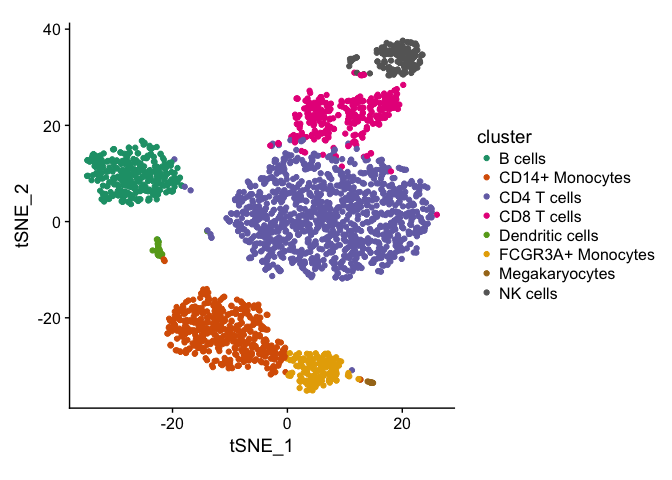 40
20
0
-20
tSNE_2
-20
0
20
tSNE_1
cluster
B cells
CD14+ Monocytes
CD4 T cells
CD8 T cells
Dendritic cells
FCGR3A+ Monocytes
Megakaryocytes
NK cells